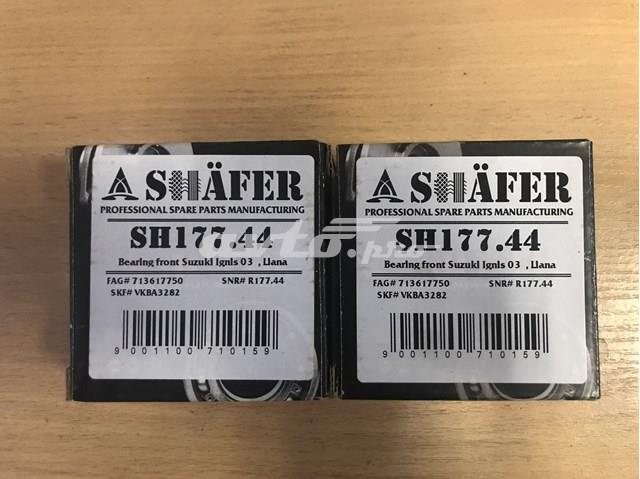 SHÄFER
PROFESSIONAL SPARE PARTS MANUFACTURING
SH177.44
Bearing front Suzuki Ignis 03 , Liana
FAG# 713617750 SNR# R177.44
SKF# VKBA3282
9 001100 710159
SHÄFER
PROFESSIONAL SPARE PARTS MANUFACTURING
SH177.44
Bearing front Suzuki Ignis 03 , Liana
FAG# 713617750 SNR# R177.44
SKF# VKBA3282
9 001100 710159
avto.pro